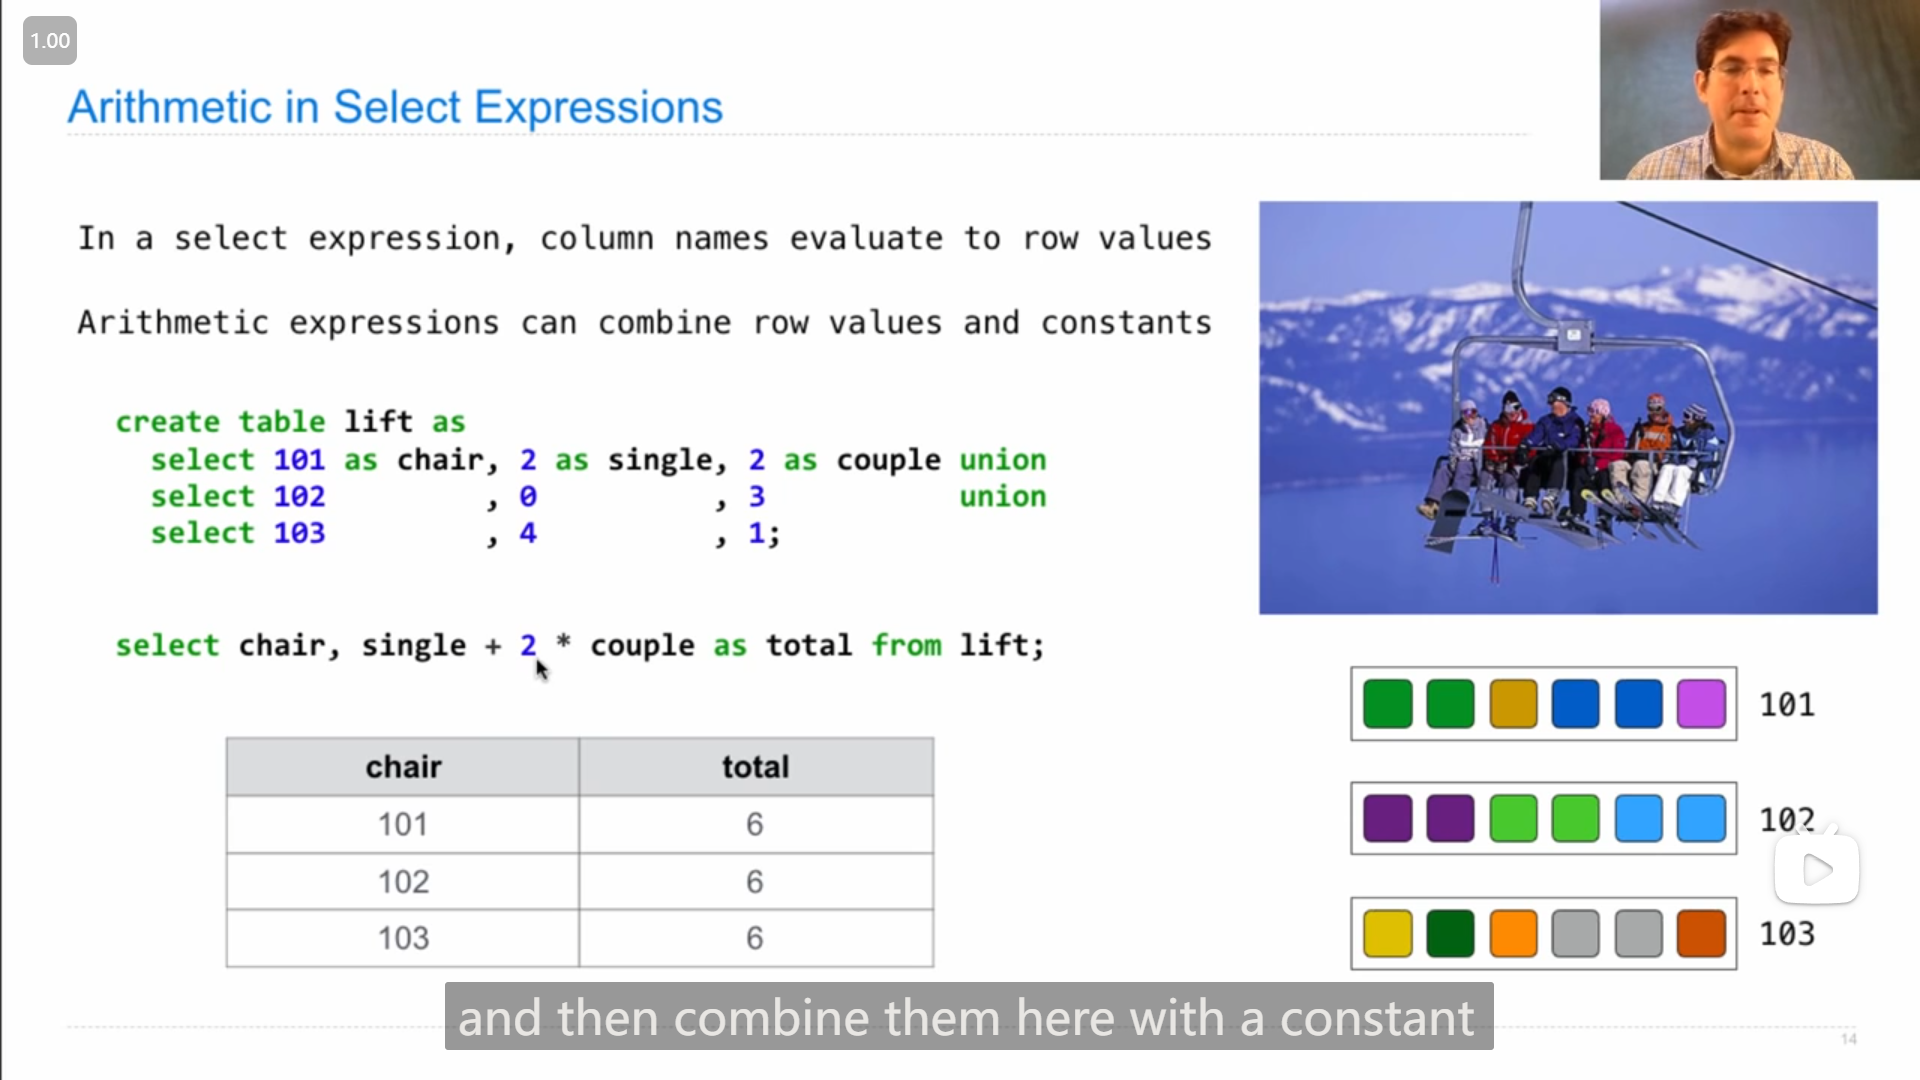 1.00
Arithmetic in Select Expressions
In a select expression, column names evaluate to row values
Arithmetic expressions can combine row values and constants
create table lift as
select 101 as chair, 2 as single, 2 as couple union
select 102 , 0 , 3 union
select 103 , 4 , 1;
select chair, single + 2 * couple as total from lift;
chair total
101 6
102 6
103 6
101
102
103
and then combine them here with a constant
14